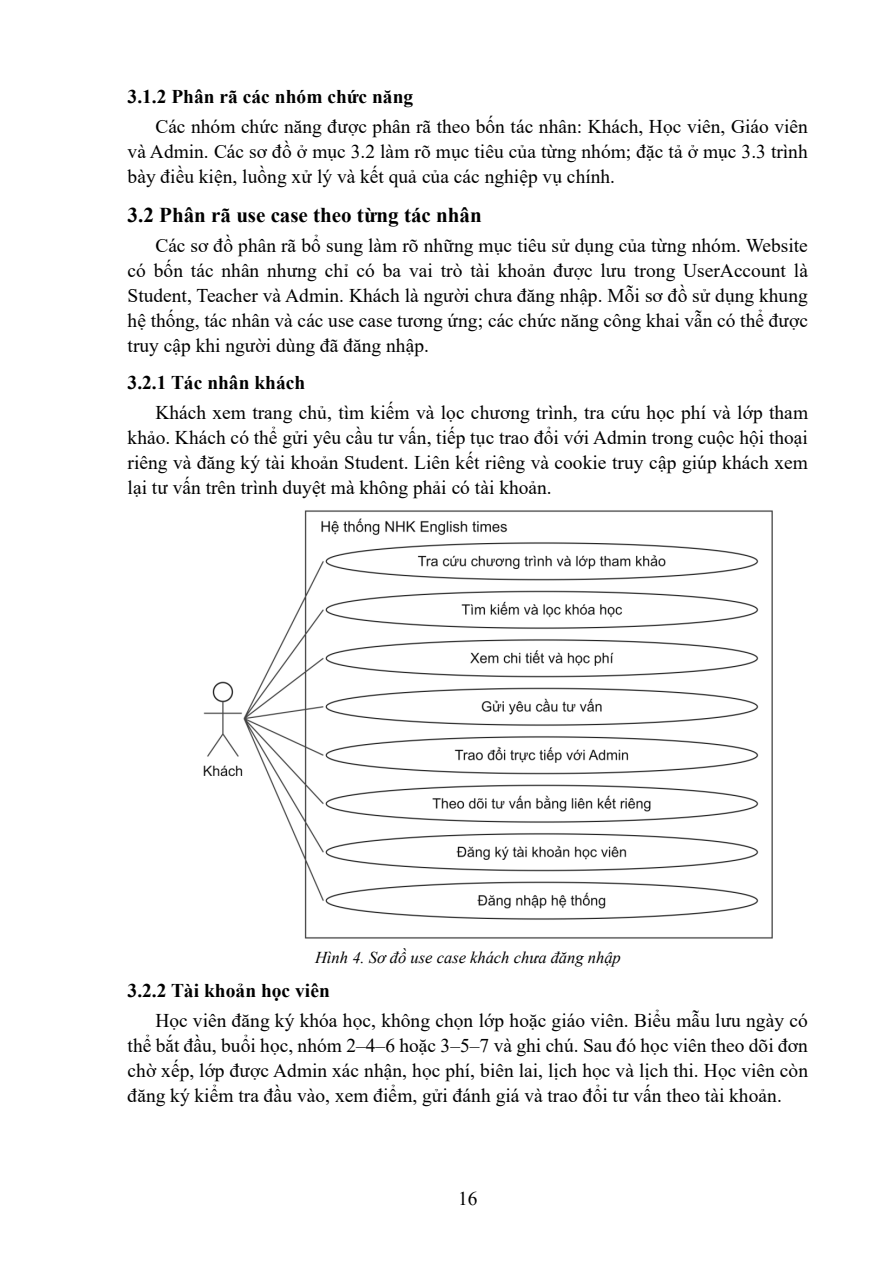 3.1.2 Phân rã các nhóm chức năng
Các nhóm chức năng được phân rã theo bốn tác nhân: Khách, Học viên, Giáo viên
và Admin. Các sơ đồ ở mục 3.2 làm rõ mục tiêu của từng nhóm; đặc tả ở mục 3.3 trình
bày điều kiện, luồng xử lý và kết quả của các nghiệp vụ chính.
3.2 Phân rã use case theo từng tác nhân
Các sơ đồ phân rã bổ sung làm rõ những mục tiêu sử dụng của từng nhóm. Website
có bốn tác nhân nhưng chỉ có ba vai trò tài khoản được lưu trong UserAccount là
Student, Teacher và Admin. Khách là người chưa đăng nhập. Mỗi sơ đồ sử dụng khung
hệ thống, tác nhân và các use case tương ứng; các chức năng công khai vẫn có thể được
truy cập khi người dùng đã đăng nhập.
3.2.1 Tác nhân khách
Khách xem trang chủ, tìm kiếm và lọc chương trình, tra cứu học phí và lớp tham
khảo. Khách có thể gửi yêu cầu tư vấn, tiếp tục trao đổi với Admin trong cuộc hội thoại
riêng và đăng ký tài khoản Student. Liên kết riêng và cookie truy cập giúp khách xem
lại tư vấn trên trình duyệt mà không phải có tài khoản.
Hệ thống NHK English times
Tra cứu chương trình và lớp tham khảo
Tìm kiếm và lọc khóa học
Xem chi tiết và học phí
Gửi yêu cầu tư vấn
Trao đổi trực tiếp với Admin
Khách
Theo dõi tư vấn bằng liên kết riêng
Đăng ký tài khoản học viên
Đăng nhập hệ thống
Hình 4. Sơ đồ use case khách chưa đăng nhập
3.2.2 Tài khoản học viên
Học viên đăng ký khóa học, không chọn lớp hoặc giáo viên. Biểu mẫu lưu ngày có
thể bắt đầu, buổi học, nhóm 2–4–6 hoặc 3–5–7 và ghi chú. Sau đó học viên theo dõi đơn
chờ xếp, lớp được Admin xác nhận, học phí, biên lai, lịch học và lịch thi. Học viên còn
đăng ký kiểm tra đầu vào, xem điểm, gửi đánh giá và trao đổi tư vấn theo tài khoản.
16